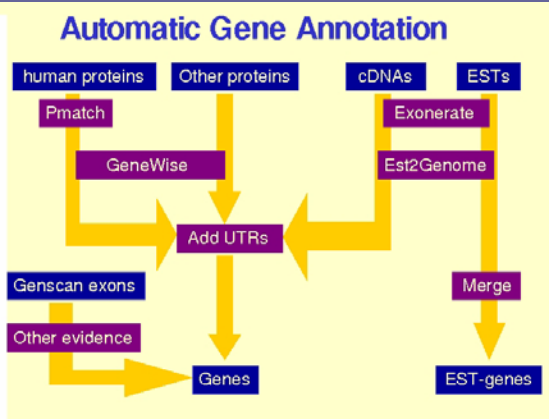 Automatic Gene Annotation
human proteins
Other proteins
cDNAs
ESTs
Pmatch
Exonerate
GeneWise
Est2Genome
Add UTRs
Genscan exons
Merge
Other evidence
Genes
EST-genes